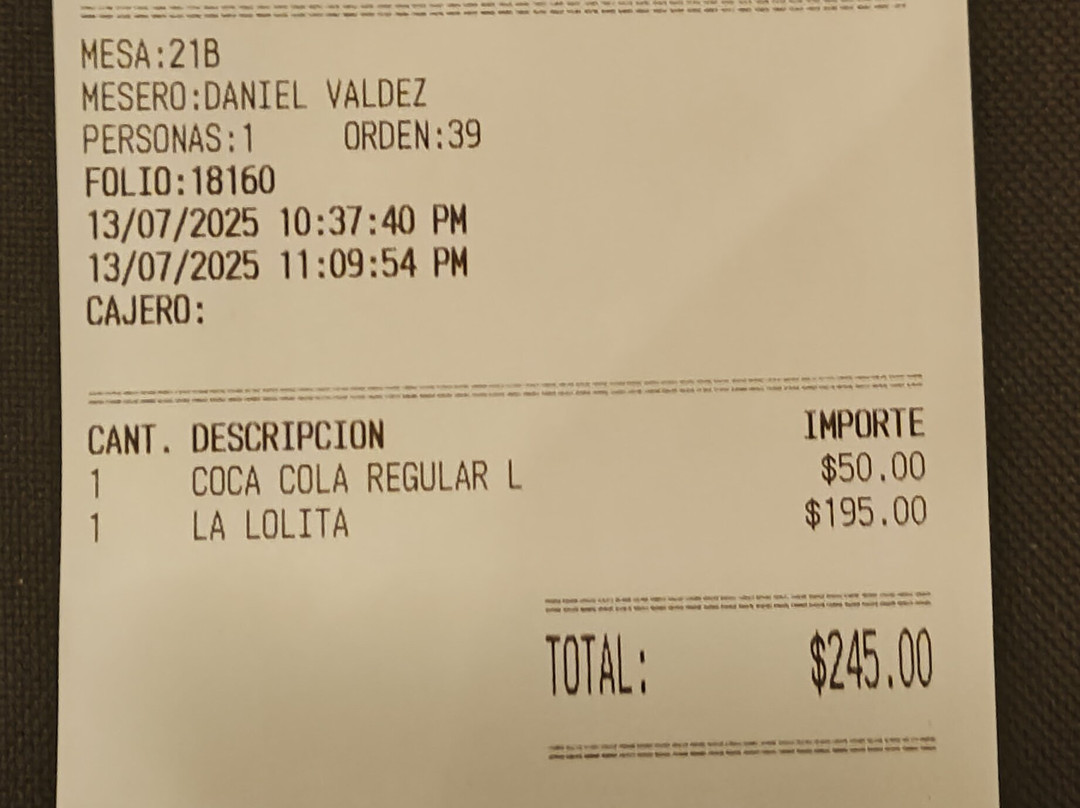 MESA:21B
MESERO:DANIEL VALDEZ
PERSONAS:1 ORDEN:39
FOLIO:18160
13/07/2025 10:37:40 PM
13/07/2025 11:09:54 PM
CAJERO:
CANT. DESCRIPCION IMPORTE
1 COCA COLA REGULAR L $50.00
1 LA LOLITA $195.00
TOTAL: $245.00